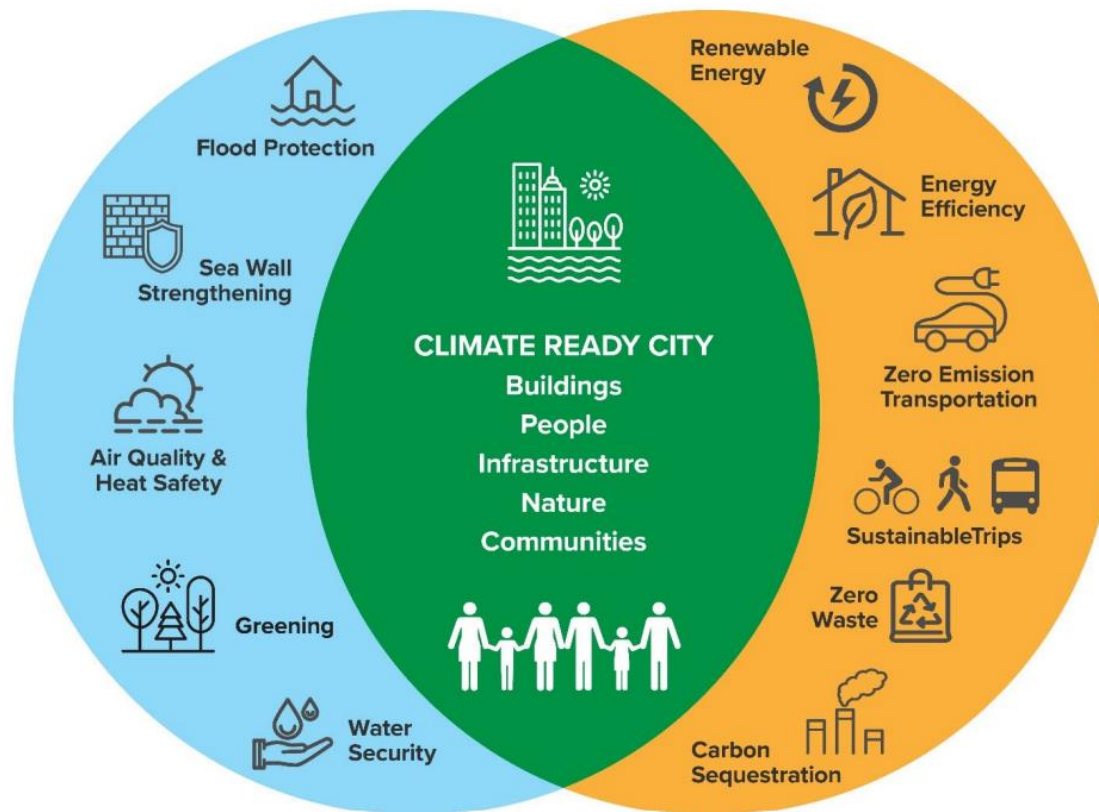 Flood Protection
Sea Wall
Strengthening
Air Quality &
Heat Safety
Greening
Water
Security
CLIMATE READY CITY
Buildings
People
Infrastructure
Nature
Communities
Renewable
Energy
Energy
Efficiency
Zero Emission
Transportation
SustainableTrips
Zero
Waste
Carbon
Sequestration